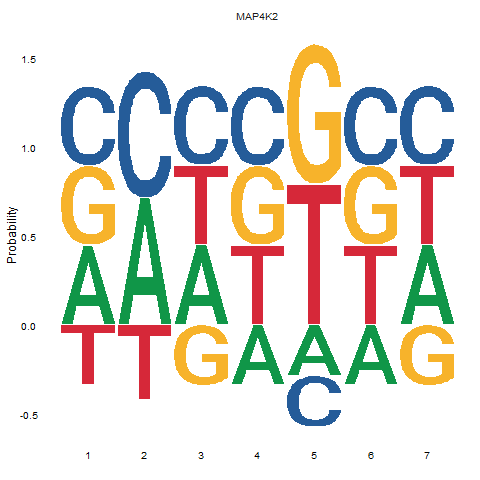 MAP4K2
Probability
1.5
1.0
0.5
0.0
-0.5
C C C C G C C
G A T G T G T
A T A T A T A
T G A C A G
1 2 3 4 5 6 7